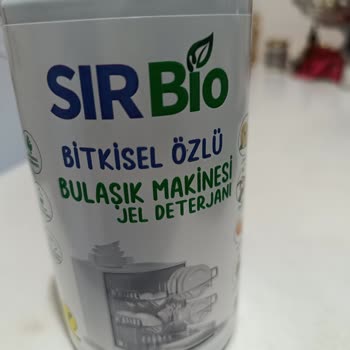 SIR BiO
BİTKİSEL ÖZLÜ
BULAŞIK MAKİNESİ
JEL DETERJANI